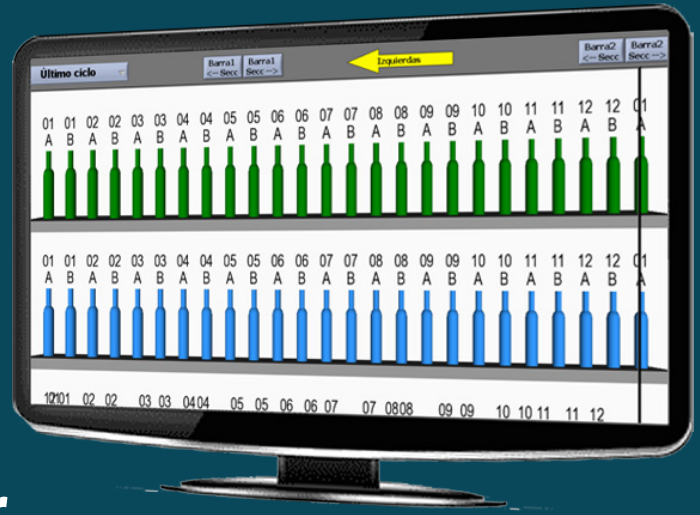 Último ciclo
Barra1 <-- Secc
Barra1 Secc -->
Izquierdas
Barra2 <-- Secc
Barra2 Secc -->
01 01 02 02 03 03 04 04 05 05 06 06 07 07 08 08 09 09 10 10 11 11 12 12 01
A B A B A B A B A B A B A B A B A B A B A B A B A
01 01 02 02 03 03 04 04 05 05 06 06 07 07 08 08 09 09 10 10 11 11 12 12 01
A B A B A B A B A B A B A B A B A B A B A B A B A
01 02 02 03 03 04 04 05 05 06 06 07 07 08 08 09 09 10 10 11 11 12